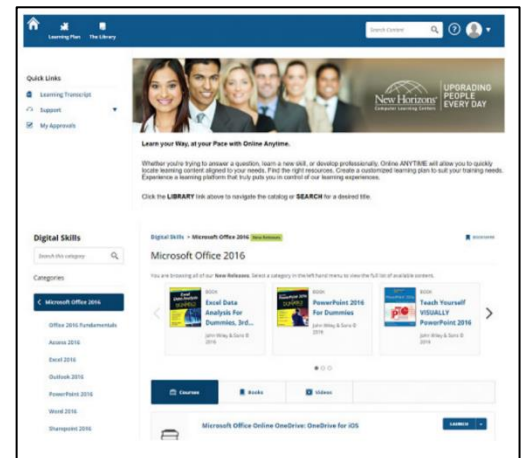 Learning Plan The Library
Search Content
Quick Links
Learning Transcript
Support
My Approvals
New Horizons®
Computer Learning Centers
UPGRADING
PEOPLE
EVERY DAY
Learn your Way, at your Pace with Online Anytime.
Whether you're trying to answer a question, learn a new skill, or develop professionally, Online ANYTIME will allow you to quickly
locate learning content aligned to your needs. Find the right resources. Create a customized learning plan to suit your training needs.
Experience a learning platform that truly puts you in control of our learning experiences.
Click the LIBRARY link above to navigate the catalog or SEARCH for a desired title.
Digital Skills
Search this category
Categories
Microsoft Office 2016
Office 2016 Fundamentals
Access 2016
Excel 2016
Outlook 2016
PowerPoint 2016
Word 2016
Sharepoint 2016
Digital Skills > Microsoft Office 2016 New Releases
BOOKMARK
Microsoft Office 2016
You are browsing all of our New Releases. Select a category in the left hand menu to view the full list of available content.
BOOK
Excel Data
Analysis For
Dummies, 3rd...
John Wiley & Sons ©
2016
BOOK
PowerPoint 2016
For Dummies
John Wiley & Sons ©
2016
BOOK
Teach Yourself
VISUALLY
PowerPoint 2016
John Wiley & Sons ©
2016
Courses
Books
Videos
Microsoft Office Online OneDrive: OneDrive for iOS
LAUNCH